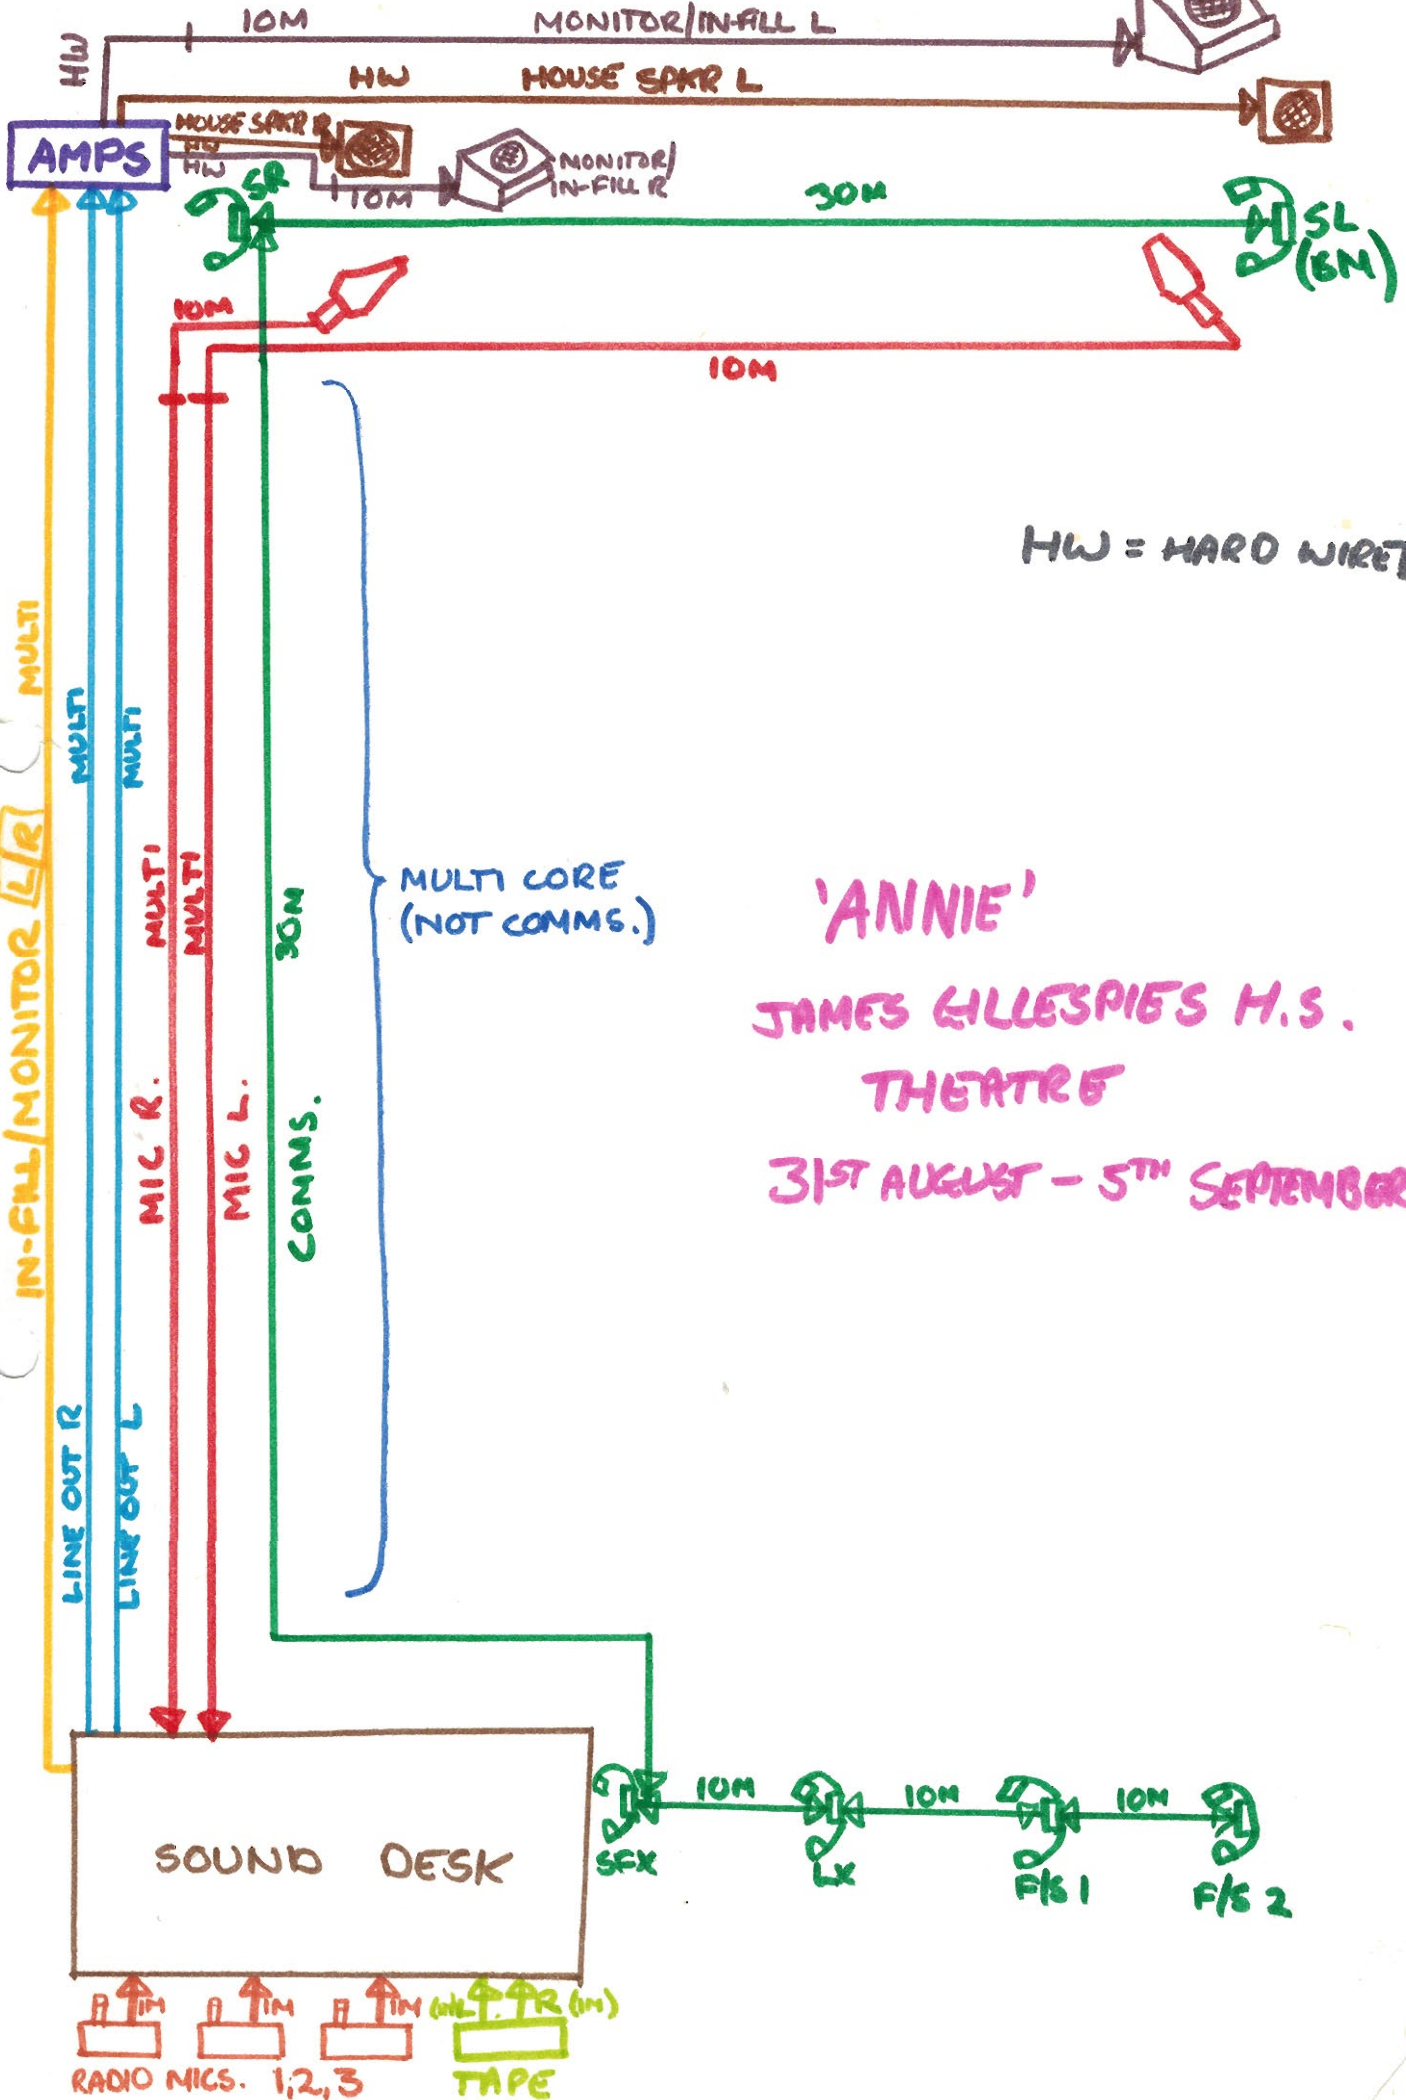 10M MONITOR/IN-FILL L
HW
HW HOUSE SPKR L
HOUSE SPKR R
HW
HW
AMPS
10M
MONITOR/
IN-FILL R
SR
30M
SL
(SM)
10M
10M
HW = HARD WIRED
MULTI
MULTI
MULTI
IN-FILL/MONITOR L/R
MULTI
MULTI
30M
MULTI CORE
(NOT COMMS.)
'ANNIE'
JAMES GILLESPIES H.S.
THEATRE
31ST AUGUST - 5TH SEPTEMBER
MIC R.
MIC L.
COMMS.
LINE OUT R
LINE OUT L
SOUND DESK
10M
10M
10M
SFX
LX
F/S 1
F/S 2
1M
1M
1M
(1M)L
R (1M)
RADIO MICS. 1,2,3
TAPE